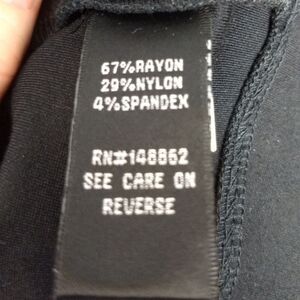 67%RAYON
29%NYLON
4%SPANDEX
RN#148862
SEE CARE ON
REVERSE